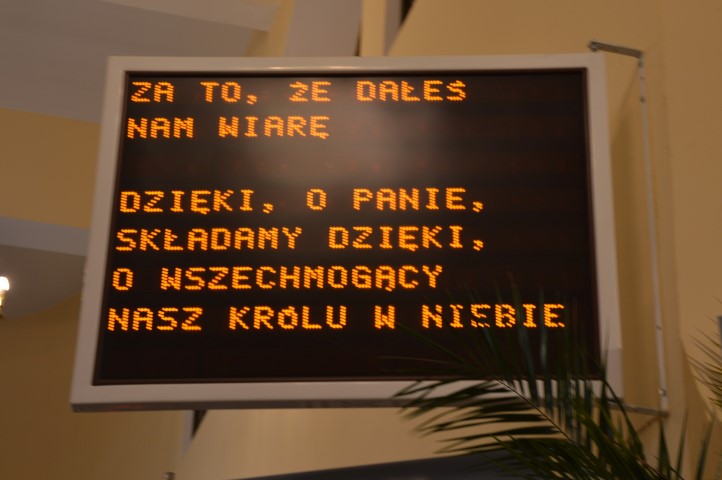 ZA TO, ŻE DAŁEŚ
NAM WIARĘ
DZIĘKI, O PANIE,
SKŁADAMY DZIĘKI,
O WSZECHMOGĄCY
NASZ KRÓLU W NIEBIE